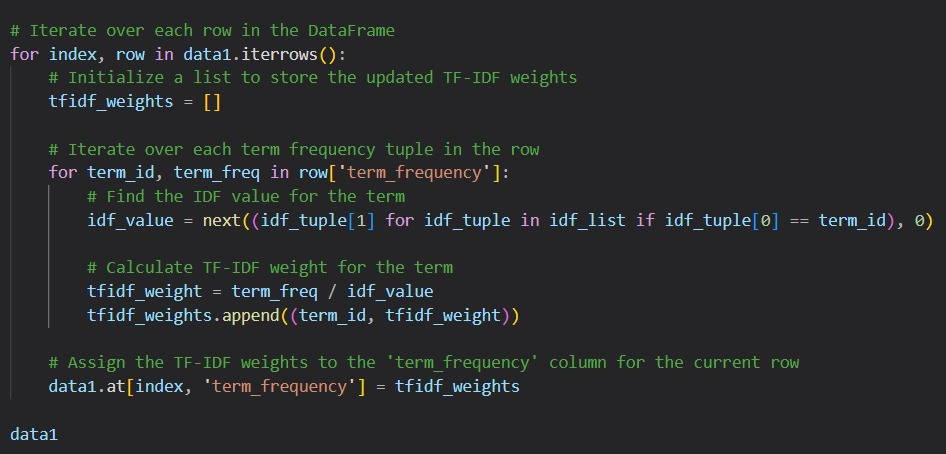 # Iterate over each row in the DataFrame
for index, row in data1.iterrows():
    # Initialize a list to store the updated TF-IDF weights
    tfidf_weights = []

    # Iterate over each term frequency tuple in the row
    for term_id, term_freq in row['term_frequency']:
        # Find the IDF value for the term
        idf_value = next((idf_tuple[1] for idf_tuple in idf_list if idf_tuple[0] == term_id), 0)

        # Calculate TF-IDF weight for the term
        tfidf_weight = term_freq / idf_value
        tfidf_weights.append((term_id, tfidf_weight))

    # Assign the TF-IDF weights to the 'term_frequency' column for the current row
    data1.at[index, 'term_frequency'] = tfidf_weights

data1